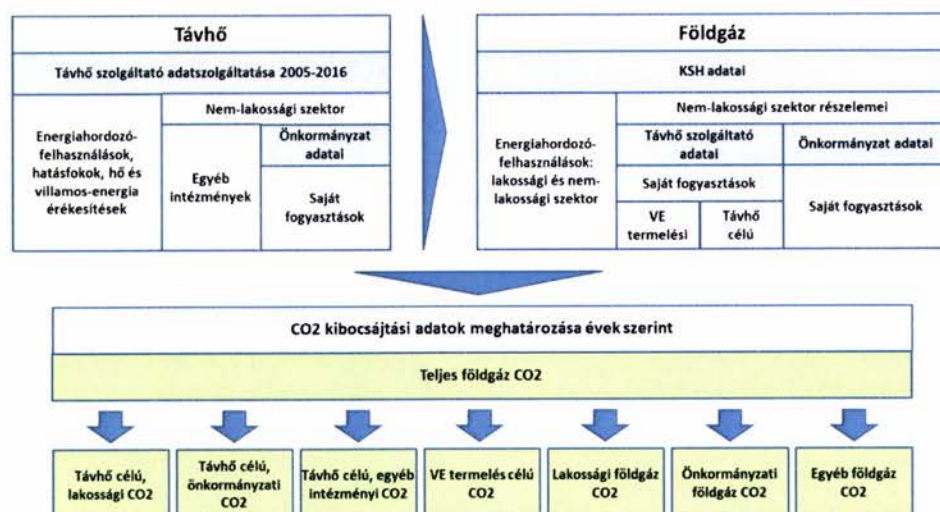 Távhő
Távhő szolgáltató adatszolgáltatása 2005-2016
Energiahordozó-
felhasználások,
hatásfokok, hő és
villamos-energia
érékesítések
Nem-lakossági szektor
Egyéb
intézmények
Önkormányzat
adatai
Saját
fogyasztások
Földgáz
KSH adatai
Energiahordozó-
felhasználások:
lakossági és nem-
lakossági szektor
Nem-lakossági szektor részelemei
Távhő szolgáltató
adatai
Saját fogyasztások
VE
termelési
Távhő
célú
Önkormányzat adatai
Saját fogyasztások
CO2 kibocsájtási adatok meghatározása évek szerint
Teljes földgáz CO2
Távhő célú,
lakossági CO2
Távhő célú,
önkormányzati
CO2
Távhő célú, egyéb
intézményi CO2
VE termelés célú
CO2
Lakossági földgáz
CO2
Önkormányzati
földgáz CO2
Egyéb földgáz
CO2